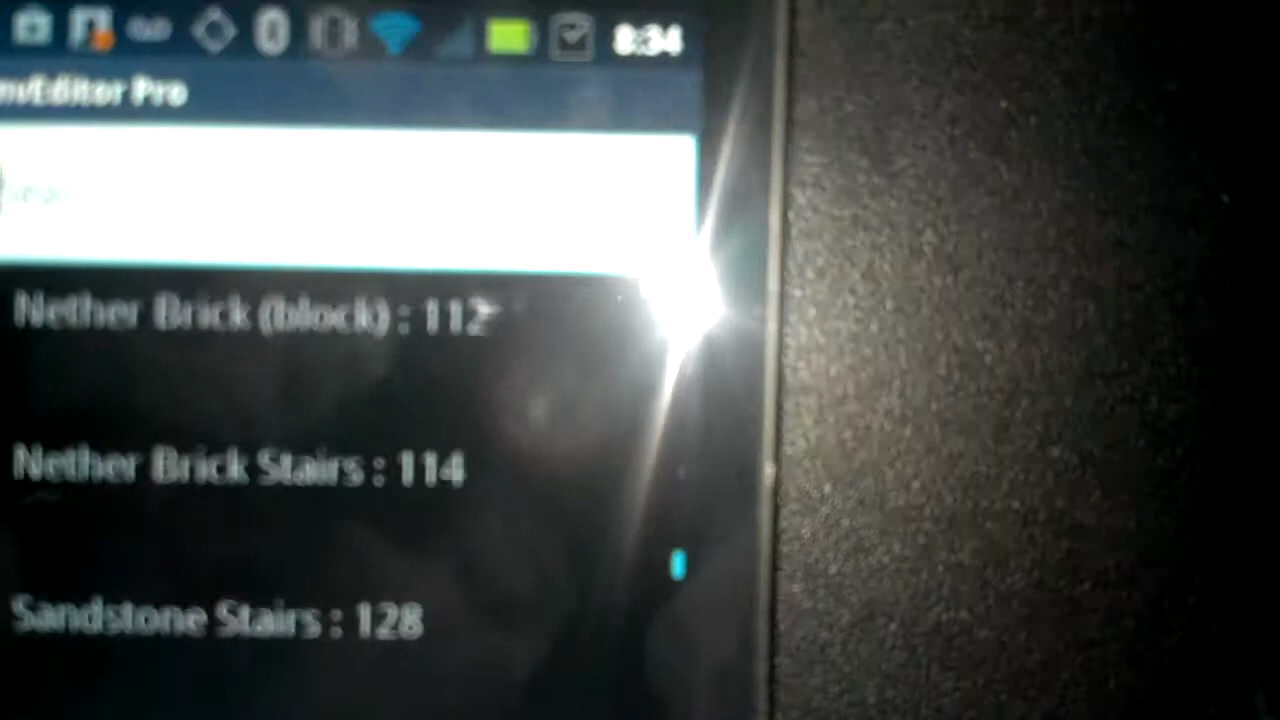 8:34
nvEditor Pro
Nether Brick (block) : 112
Nether Brick Stairs : 114
Sandstone Stairs : 128